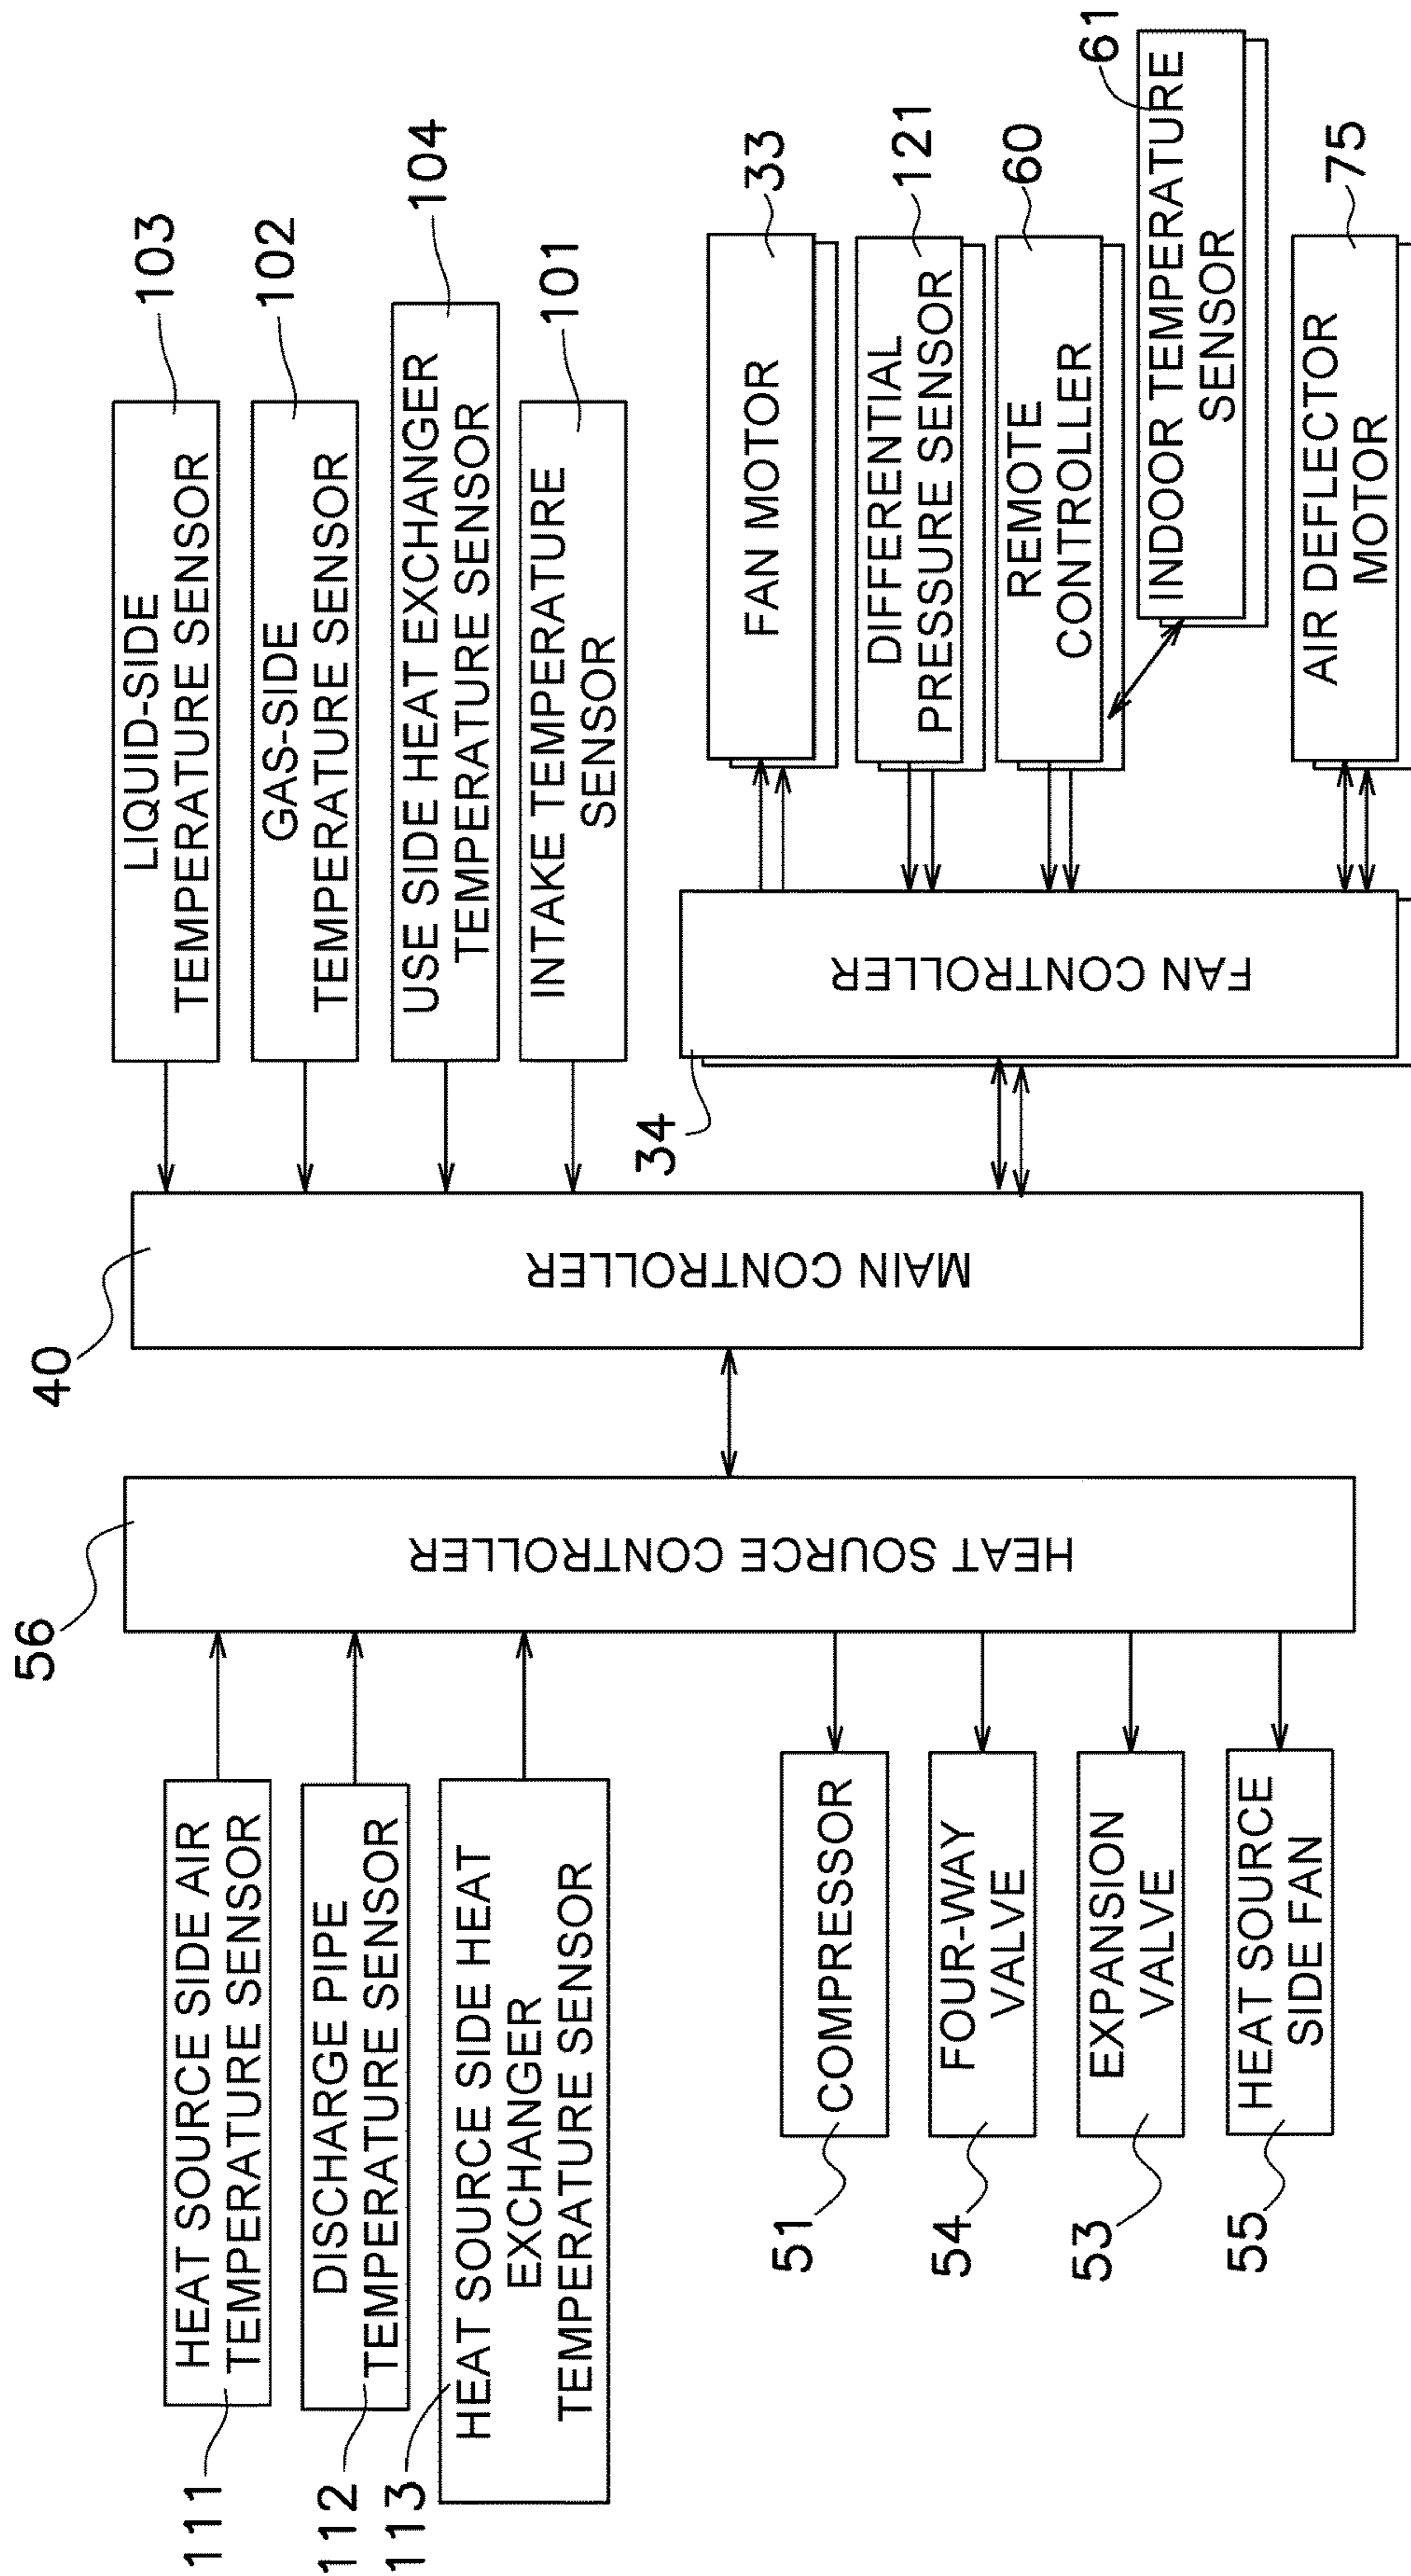 111
HEAT SOURCE SIDE AIR
TEMPERATURE SENSOR
112
DISCHARGE PIPE
TEMPERATURE SENSOR
113
HEAT SOURCE SIDE HEAT
EXCHANGER
TEMPERATURE SENSOR
51
COMPRESSOR
54
FOUR-WAY
VALVE
53
EXPANSION
VALVE
55
HEAT SOURCE
SIDE FAN
56
HEAT SOURCE CONTROLLER
40
MAIN CONTROLLER
103
LIQUID-SIDE
TEMPERATURE SENSOR
102
GAS-SIDE
TEMPERATURE SENSOR
104
USE SIDE HEAT EXCHANGER
TEMPERATURE SENSOR
101
INTAKE TEMPERATURE
SENSOR
34
FAN CONTROLLER
33
FAN MOTOR
121
DIFFERENTIAL
PRESSURE SENSOR
60
REMOTE
CONTROLLER
61
INDOOR TEMPERATURE
SENSOR
75
AIR DEFLECTOR
MOTOR